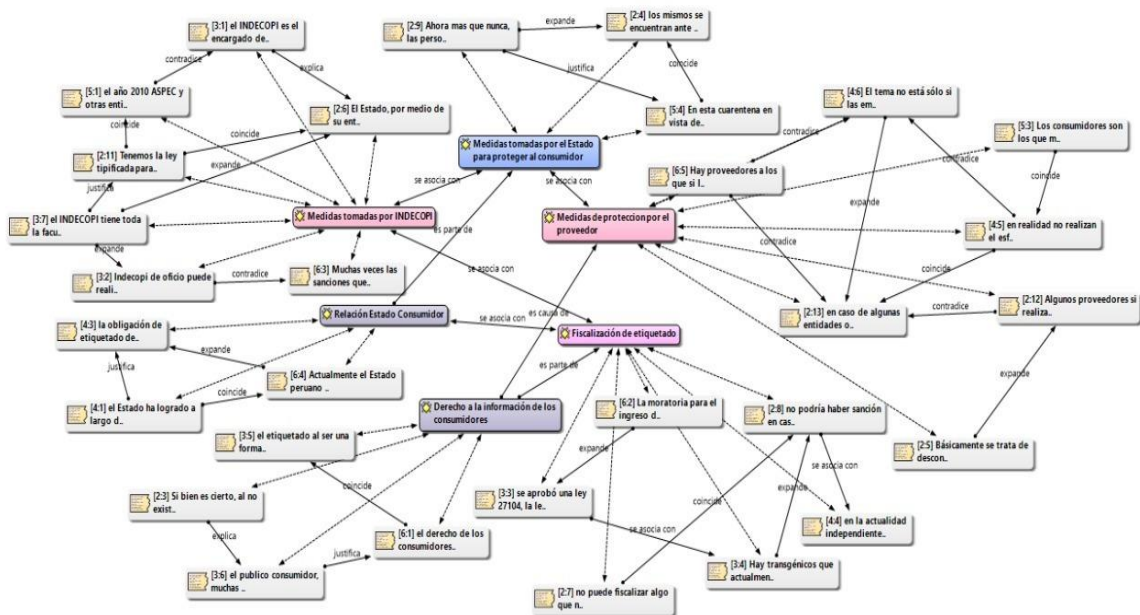 [3:1] el INDECOPI es el
encargado de..
[2:9] Ahora mas que nunca,
las perso..
expande
[2:4] los mismos se
encuentran ante ..
contradice
explica
justifica
coincide
[5:1] el año 2010 ASPEC y
otras enti..
[2:6] El Estado, por medio de
su ent..
[5:4] En esta cuarentena en
vista de..
[4:6] El tema no está sólo si
las em..
coincide
coincide
contradice
[5:3] Los consumidores son
los que m..
[2:11] Tenemos la ley
tipificada para..
expande
Medidas tomadas por el Estado
para proteger al consumidor
contradice
[6:5] Hay proveedores a los
que si l..
coincide
justifica
se asocia con
se asocia con
[3:7] el INDECOPI tiene toda
la facu..
Medidas tomadas por INDECOPI
Medidas de proteccion por el
proveedor
expande
[4:5] en realidad no realizan
el esf..
es parte de
expande
contradice
[3:2] Indecopi de oficio puede
reali..
contradice
[6:3] Muchas veces las
sanciones que..
se asocia con
coincide
[2:12] Algunos proveedores si
realiza..
Relación Estado Consumidor
se asocia con
es causa de
[2:13] en caso de algunas
entidades o..
contradice
[4:3] la obligación de
etiquetado de..
Fiscalización de etiquetado
expande
justifica
[6:4] Actualmente el Estado
peruano ..
es parte de
expande
[4:1] el Estado ha logrado a
largo d..
coincide
Derecho a la información de los
consumidores
[6:2] La moratoria para el
ingreso d..
[2:8] no podría haber sanción
en cas..
[3:5] el etiquetado al ser una
forma..
expande
se asocia con
[2:5] Básicamente se trata de
descon..
[2:3] Si bien es cierto, al no
exist..
coincide
[3:3] se aprobó una ley
27104, la le..
coincide
expande
explica
[6:1] el derecho de los
consumidores..
se asocia con
[4:4] en la actualidad
independiente..
justifica
[3:6] el publico consumidor,
muchas ..
[3:4] Hay transgénicos que
actualmen..
[2:7] no puede fiscalizar algo
que n..